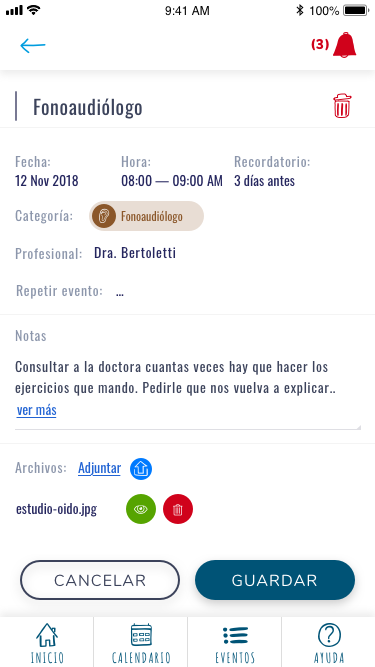 9:41 AM
100%
(3)
Fonoaudiólogo
Fecha: Hora: Recordatorio:
12 Nov 2018 08:00 — 09:00 AM 3 días antes
Categoría: Fonoaudiólogo
Profesional: Dra. Bertoletti
Repetir evento: ...
Notas
Consultar a la doctora cuantas veces hay que hacer los
ejercicios que mando. Pedirle que nos vuelva a explicar..
ver más
Archivos: Adjuntar
estudio-oido.jpg
CANCELAR GUARDAR
INICIO CALENDARIO EVENTOS AYUDA